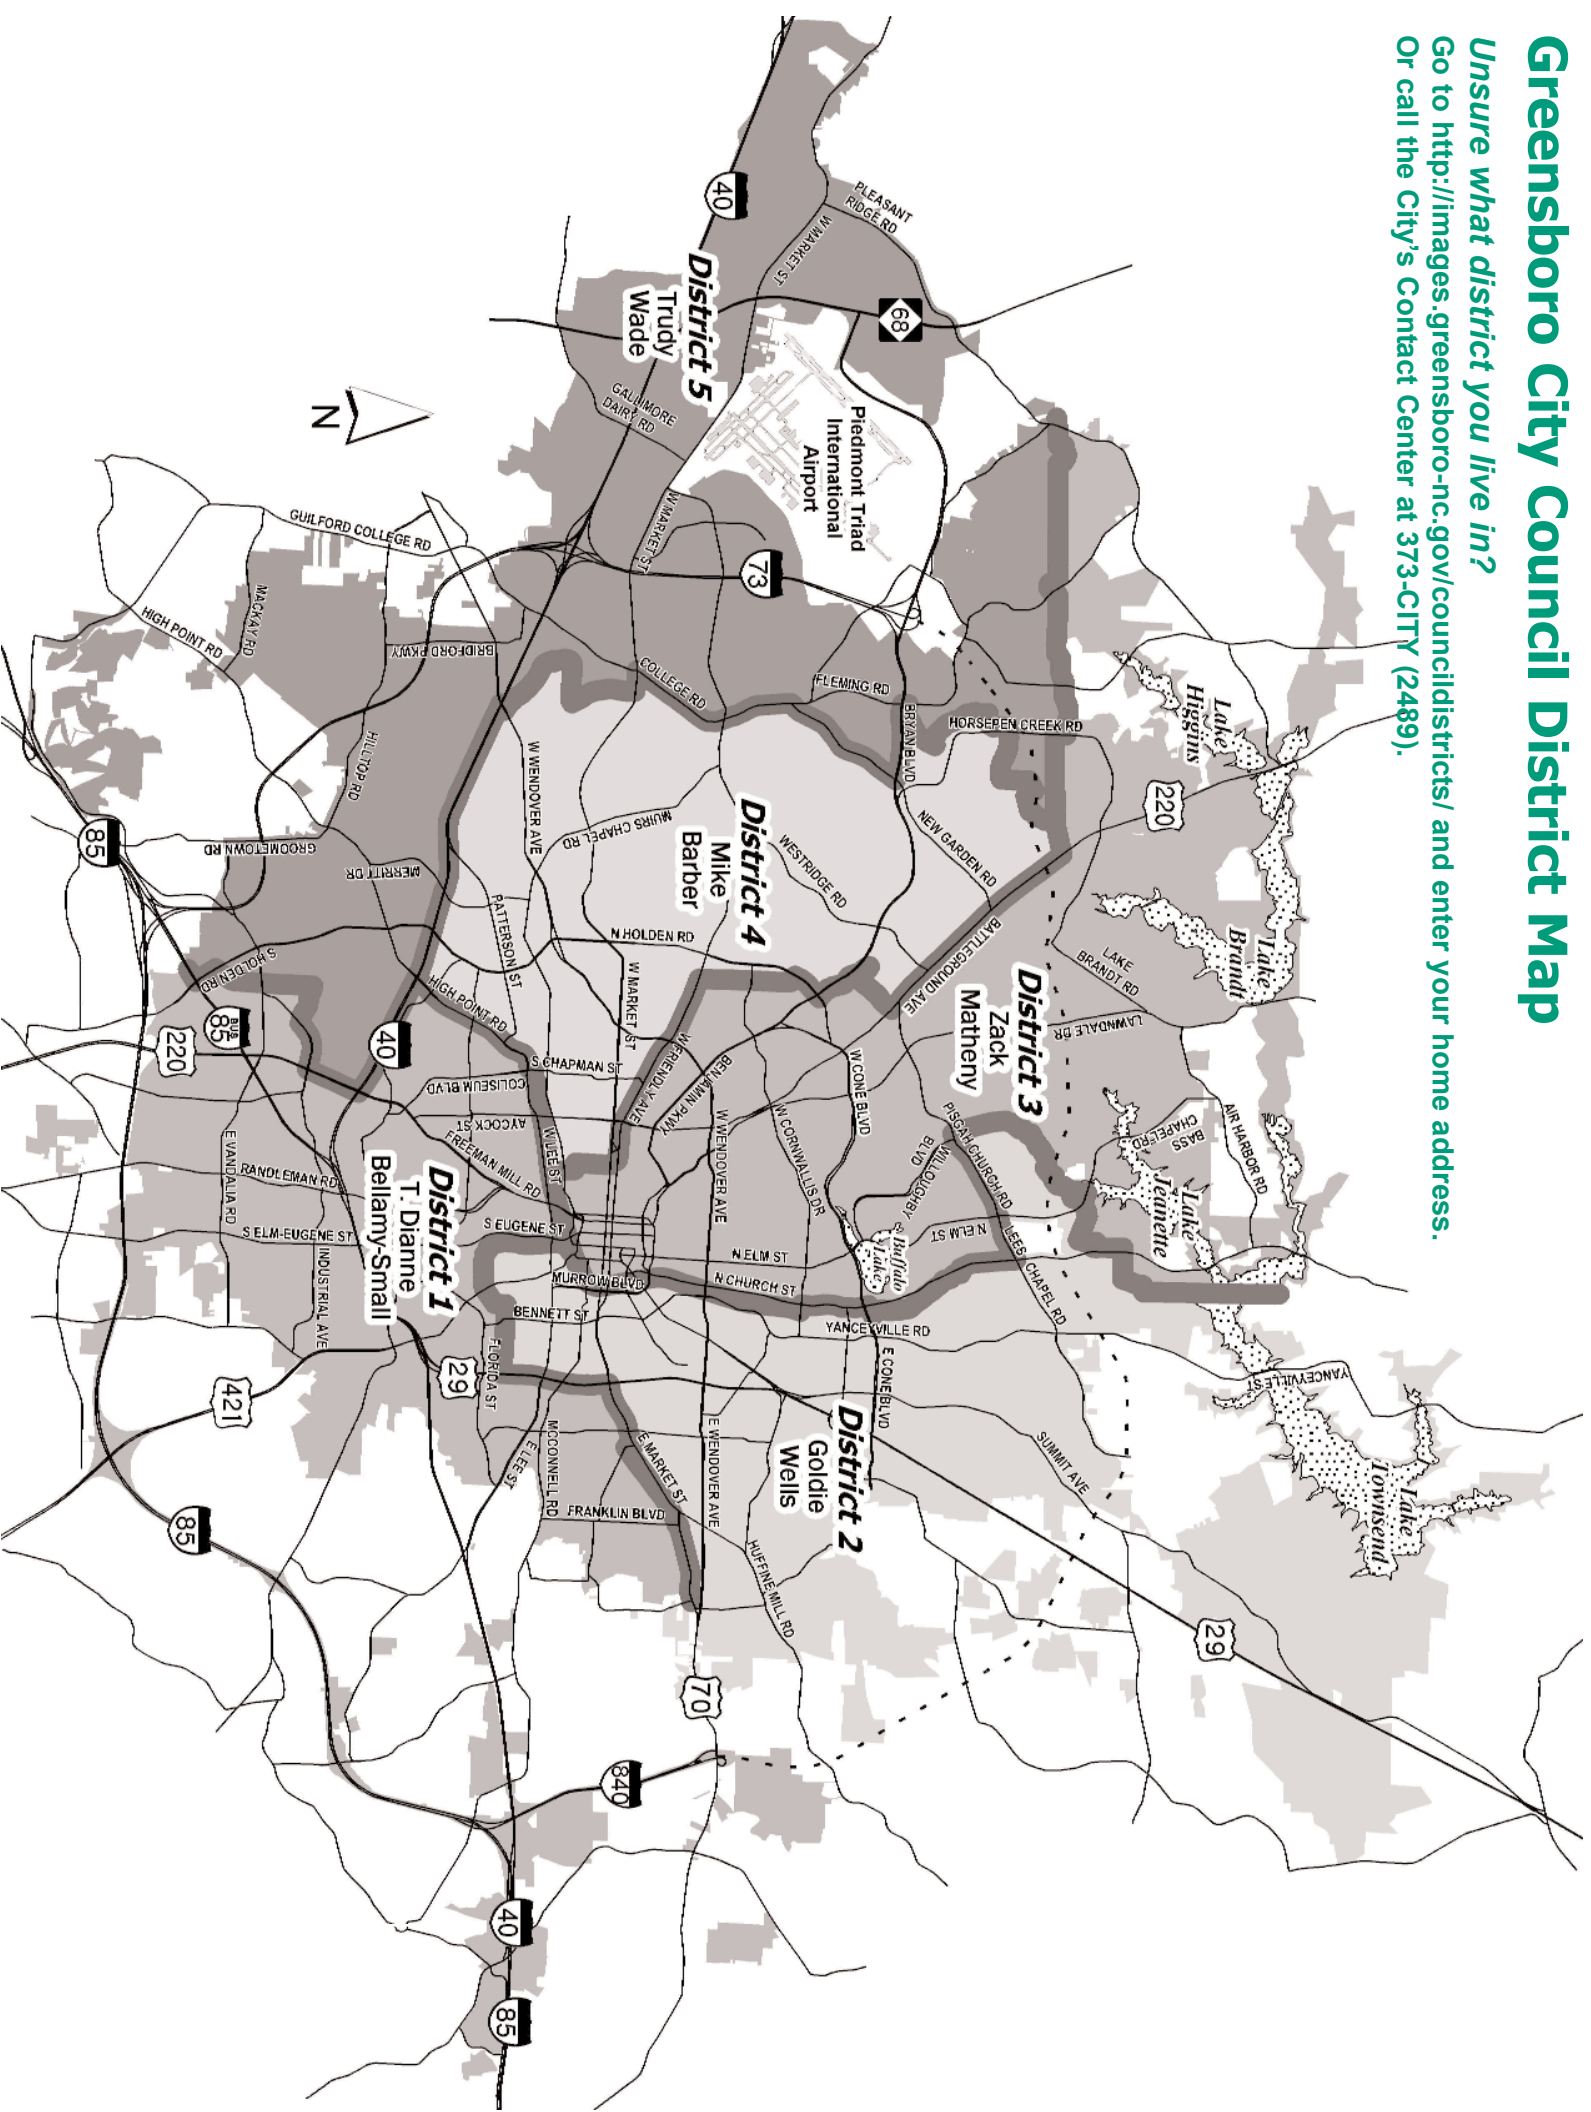 Greensboro City Council District Map
Unsure what district you live in?
Go to http://images.greensboro-nc.gov/councildistricts/ and enter your home address.
Or call the City's Contact Center at 373-CITY (2489).
PLEASANT
RIDGE RD
W MARKET ST
40
68
District 5
Trudy
Wade
GALLIMORE
DAIRY RD
Piedmont Triad
International
Airport
N
W MARKET ST
73
GUILFORD COLLEGE RD
MACKAY RD
HIGH POINT RD
BRIDFORD PKWY
COLLEGE RD
FLEMING RD
BRYAN BLVD
HORSEPEN CREEK RD
Lake
Higgins
220
HILLTOP RD
W WENDOVER AVE
MUIRS CHAPEL RD
District 4
Mike
Barber
WESTRIDGE RD
NEW GARDEN RD
85
GROOMETOWN RD
MERRITT DR
PATTERSON ST
N HOLDEN RD
BATTLEGROUND AVE
LAKE
BRANDT RD
Lake
Brandt
S HOLDEN RD
HIGH POINT RD
W MARKET ST
District 3
Zack
Matheny
LAWNDALE DR
220
BUS
85
40
S CHAPMAN ST
COLISEUM BLVD
W FRIENDLY AVE
BENJAMIN PKWY
W CONE BLVD
AYCOCK ST
FREEMAN MILL RD
W LEE ST
W WENDOVER AVE
W CORNWALLIS DR
PISGAH CHURCH RD
WILLOUGHBY
BLVD
BASS
CHAPEL RD
AIR HARBOR RD
Lake
Jeanette
E VANDALIA RD
RANDLEMAN RD
S ELM-EUGENE ST
INDUSTRIAL AVE
District 1
T. Dianne
Bellamy-Small
S EUGENE ST
MURROW BLVD
N ELM ST
N CHURCH ST
Buffalo
Lake
N ELM ST
LEES CHAPEL RD
BENNETT ST
YANCEYVILLE RD
E CONE BLVD
YANCEYVILLE ST
421
29
FLORIDA ST
MCCONNELL RD
E LEE ST
E MARKET ST
E WENDOVER AVE
District 2
Goldie
Wells
SUMMIT AVE
Lake
Townsend
85
FRANKLIN BLVD
HUFFINE MILL RD
29
70
840
40
85